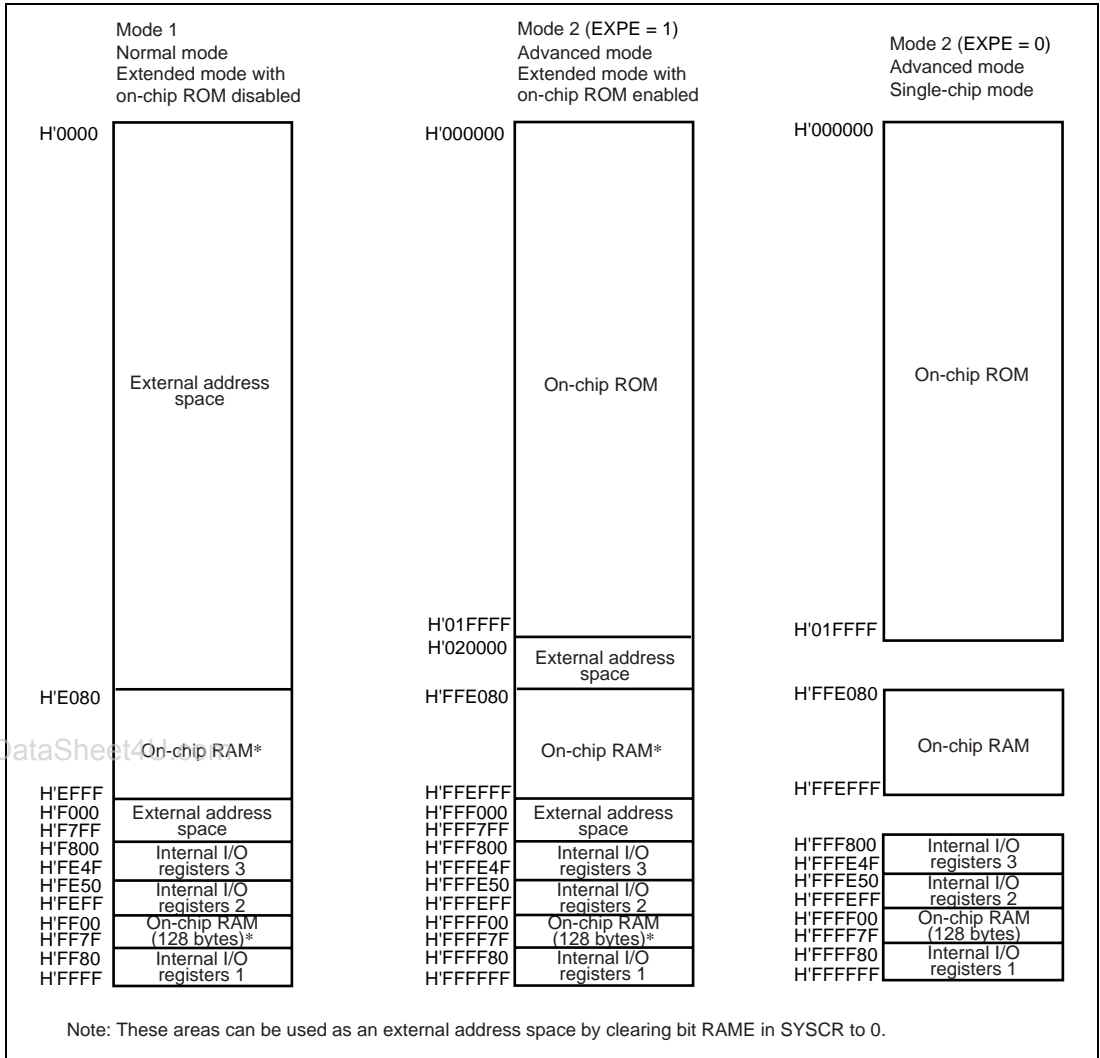 Mode 1
Normal mode
Extended mode with
on-chip ROM disabled
H'0000
External address
space
H'E080
On-chip RAM*
H'EFFF
H'F000
External address
space
H'F7FF
H'F800
Internal I/O
registers 3
H'FE4F
H'FE50
Internal I/O
registers 2
H'FEFF
H'FF00
On-chip RAM
(128 bytes)*
H'FF7F
H'FF80
Internal I/O
registers 1
H'FFFF
Mode 2 (EXPE = 1)
Advanced mode
Extended mode with
on-chip ROM enabled
H'000000
On-chip ROM
H'01FFFF
H'020000
External address
space
H'FFE080
On-chip RAM*
H'FFEFFF
H'FFF000
External address
space
H'FFF7FF
H'FFF800
Internal I/O
registers 3
H'FFFE4F
H'FFFE50
Internal I/O
registers 2
H'FFFEFF
H'FFFF00
On-chip RAM
(128 bytes)*
H'FFFF7F
H'FFFF80
Internal I/O
registers 1
H'FFFFFF
Mode 2 (EXPE = 0)
Advanced mode
Single-chip mode
H'000000
On-chip ROM
H'01FFFF
H'FFE080
On-chip RAM
H'FFEFFF
H'FFF800
Internal I/O
registers 3
H'FFFE4F
H'FFFE50
Internal I/O
registers 2
H'FFFEFF
H'FFFF00
On-chip RAM
(128 bytes)
H'FFFF7F
H'FFFF80
Internal I/O
registers 1
H'FFFFFF
DataSheet4U.com
Note: These areas can be used as an external address space by clearing bit RAME in SYSCR to 0.